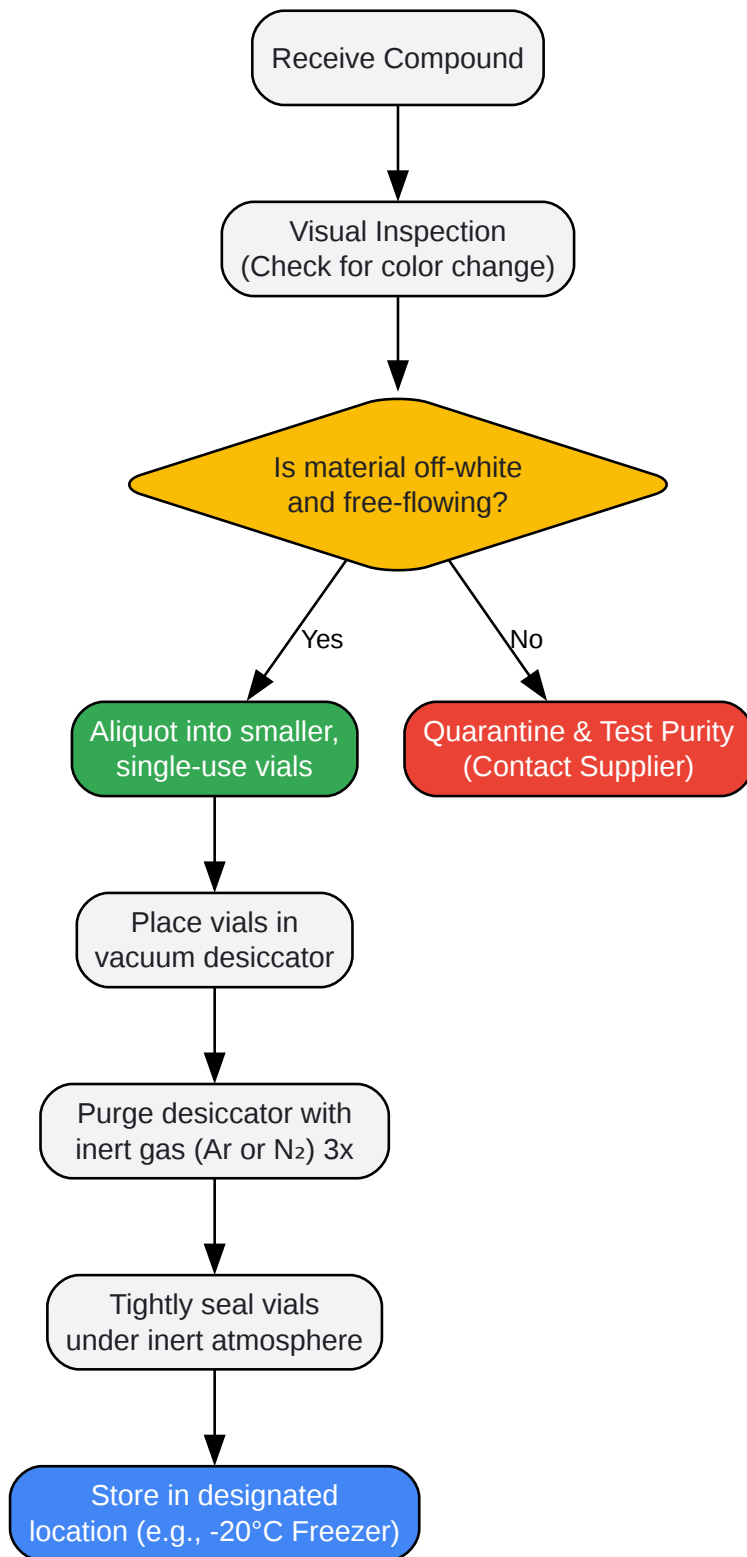 Receive Compound
Visual Inspection
(Check for color change)
Is material off-white
and free-flowing?
Yes
No
Aliquot into smaller,
single-use vials
Quarantine & Test Purity
(Contact Supplier)
Place vials in
vacuum desiccator
Purge desiccator with
inert gas (Ar or N₂) 3x
Tightly seal vials
under inert atmosphere
Store in designated
location (e.g., -20°C Freezer)